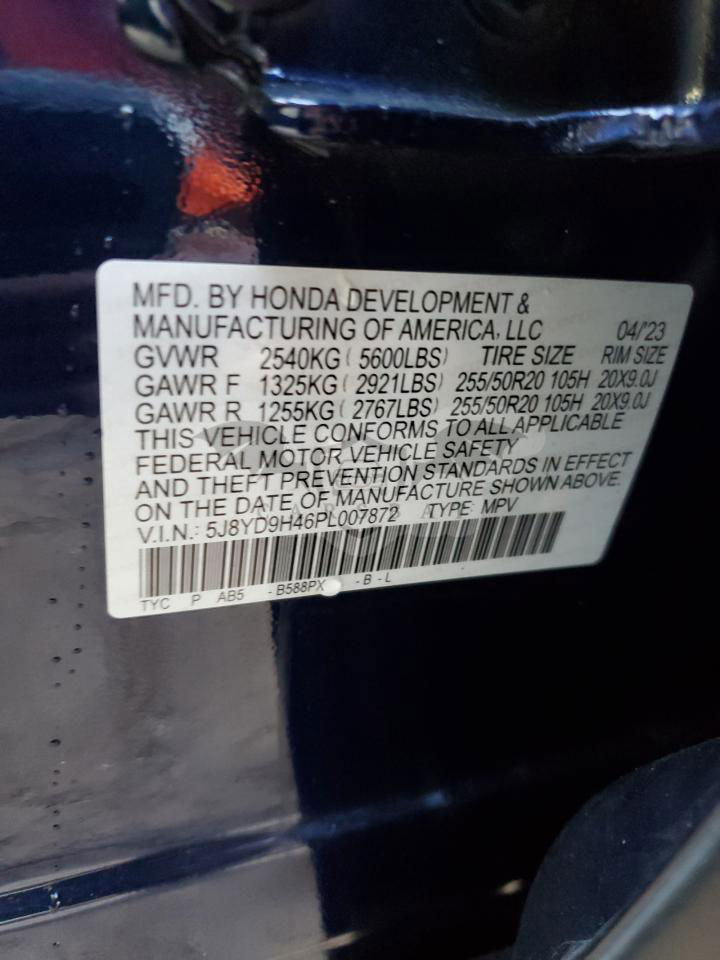 MFD. BY HONDA DEVELOPMENT &
MANUFACTURING OF AMERICA, LLC 04/'23
GVWR 2540KG ( 5600LBS) TIRE SIZE RIM SIZE
GAWR F 1325KG ( 2921LBS) 255/50R20 105H 20X9.0J
GAWR R 1255KG ( 2767LBS) 255/50R20 105H 20X9.0J
THIS VEHICLE CONFORMS TO ALL APPLICABLE
FEDERAL MOTOR VEHICLE SAFETY
AND THEFT PREVENTION STANDARDS IN EFFECT
ON THE DATE OF MANUFACTURE SHOWN ABOVE.
V.I.N.: 5J8YD9H46PL007872 TYPE: MPV
TYC P AB5 - B588PX - B - L